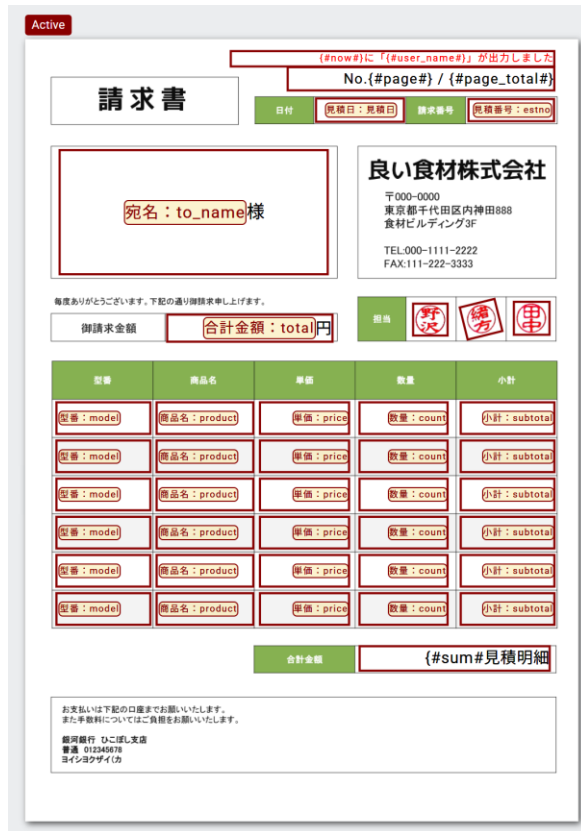 Active
{#now#}に「{#user_name#}」が出力しました
No.{#page#} / {#page_total#}
請求書
日付 見積日：見積日 請求番号 見積番号：estno
宛名：to_name様
良い食材株式会社
〒000-0000
東京都千代田区内神田888
食材ビルディング3F
TEL:000-1111-2222
FAX:111-222-3333
毎度ありがとうございます。下記の通り御請求申し上げます。
御請求金額 合計金額：total円
担当 野沢 緒方 田中
型番 商品名 単価 数量 小計
型番：model 商品名：product 単価：price 数量：count 小計：subtotal
型番：model 商品名：product 単価：price 数量：count 小計：subtotal
型番：model 商品名：product 単価：price 数量：count 小計：subtotal
型番：model 商品名：product 単価：price 数量：count 小計：subtotal
型番：model 商品名：product 単価：price 数量：count 小計：subtotal
型番：model 商品名：product 単価：price 数量：count 小計：subtotal
合計金額 {#sum#見積明細
お支払いは下記の口座までお願いいたします。
また手数料についてはご負担をお願いいたします。
銀河銀行 ひこぼし支店
普通 012345678
ヨイシヨクザイ(カ